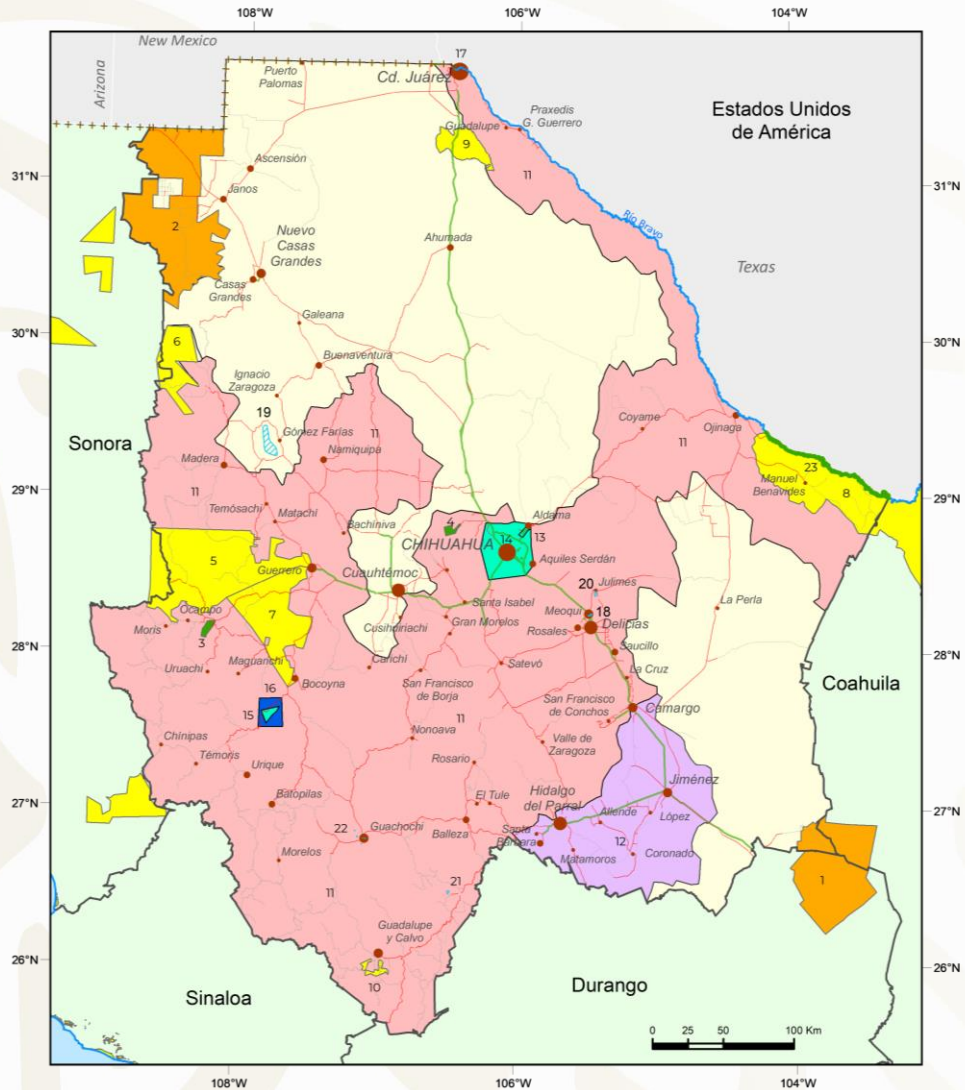 108°W
106°W
104°W
New Mexico
Arizona
17
Puerto
Palomas
Cd. Juárez
Guadalupe
Praxedis
G. Guerrero
Estados Unidos
de América
9
31°N
31°N
Ascensión
Janos
11
2
Río Bravo
Nuevo
Casas
Grandes
Ahumada
Texas
Casas
Grandes
30°N
30°N
Galeana
6
Buenaventura
Ignacio
Zaragoza
Sonora
19
Gómez Farías
11
Coyame
Ojinaga
11
Madera
Namiquipa
23
Manuel
Benavides
8
29°N
29°N
11
Temósachi
Matachí
Bachíniva
4
Aldama
CHIHUAHUA
14
13
5
Guerrero
Aquiles Serdán
Cuauhtémoc
20
Julimés
La Perla
Santa Isabel
Meoqui
18
Ocampo
7
Moris
Cusihdiriachi
Gran Morelos
Rosales
Delicias
28°N
28°N
3
Saucillo
Uruachi
Maguarichi
Carichí
Satevó
La Cruz
Coahuila
Bocoyna
San Francisco
de Borja
16
15
11
San Francisco
de Conchos
Camargo
Chínipas
Nonoava
Valle de
Zaragoza
Témoris
Urique
Rosario
Jiménez
27°N
27°N
Batopilas
El Tule
Hidalgo
del Parral
Allende
López
22
Guachochi
Balleza
Santa
Bárbara
12
1
Morelos
Matamoros
Coronado
11
21
Guadalupe
y Calvo
26°N
26°N
10
11
Sinaloa
Durango
0
25
50
100 Km
108°W
106°W
104°W